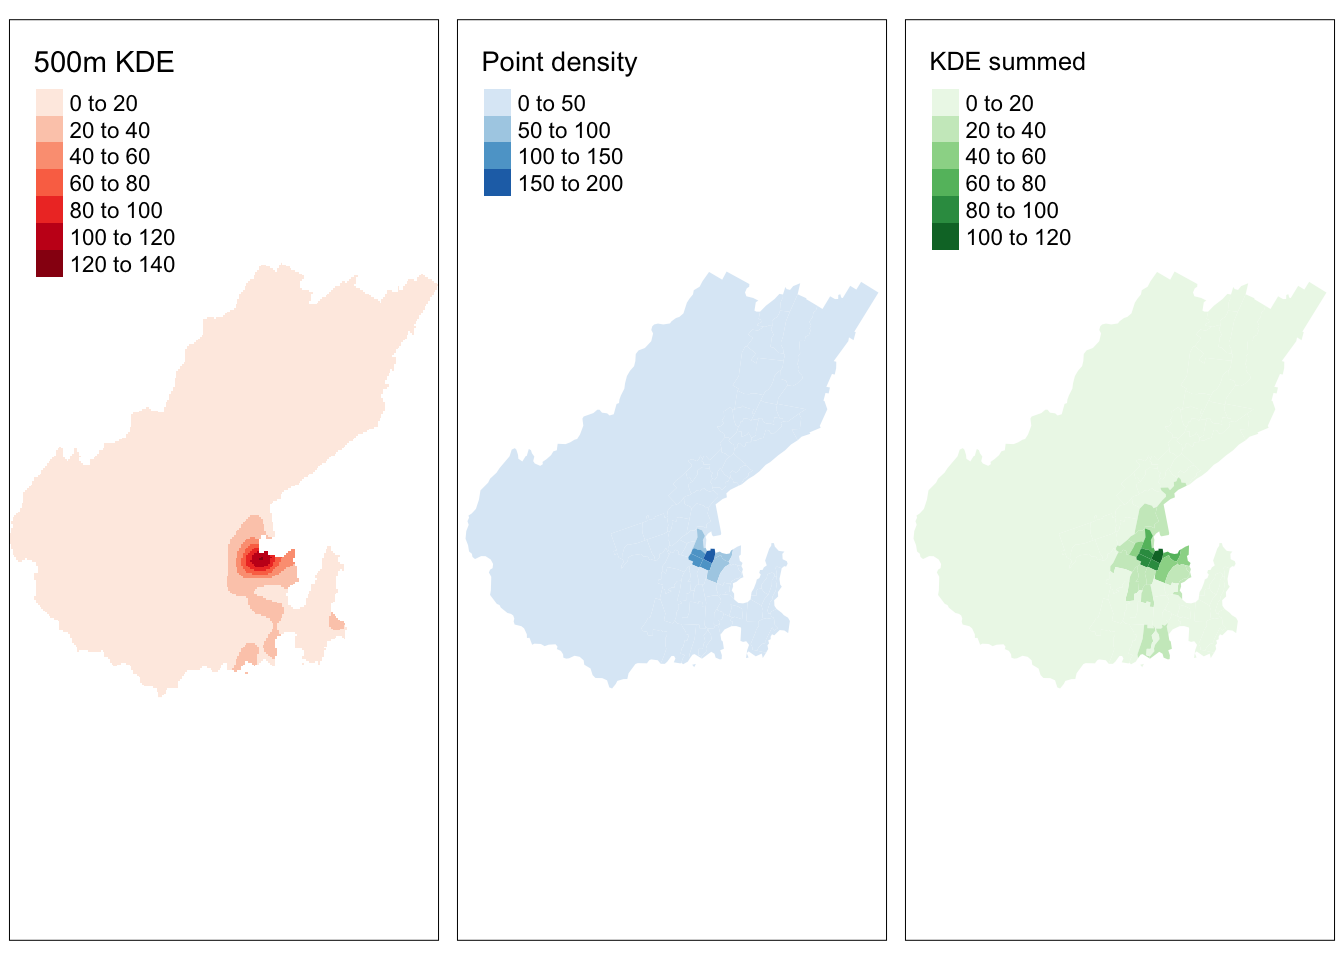 500m KDE
0 to 20
20 to 40
40 to 60
60 to 80
80 to 100
100 to 120
120 to 140
Point density
0 to 50
50 to 100
100 to 150
150 to 200
KDE summed
0 to 20
20 to 40
40 to 60
60 to 80
80 to 100
100 to 120